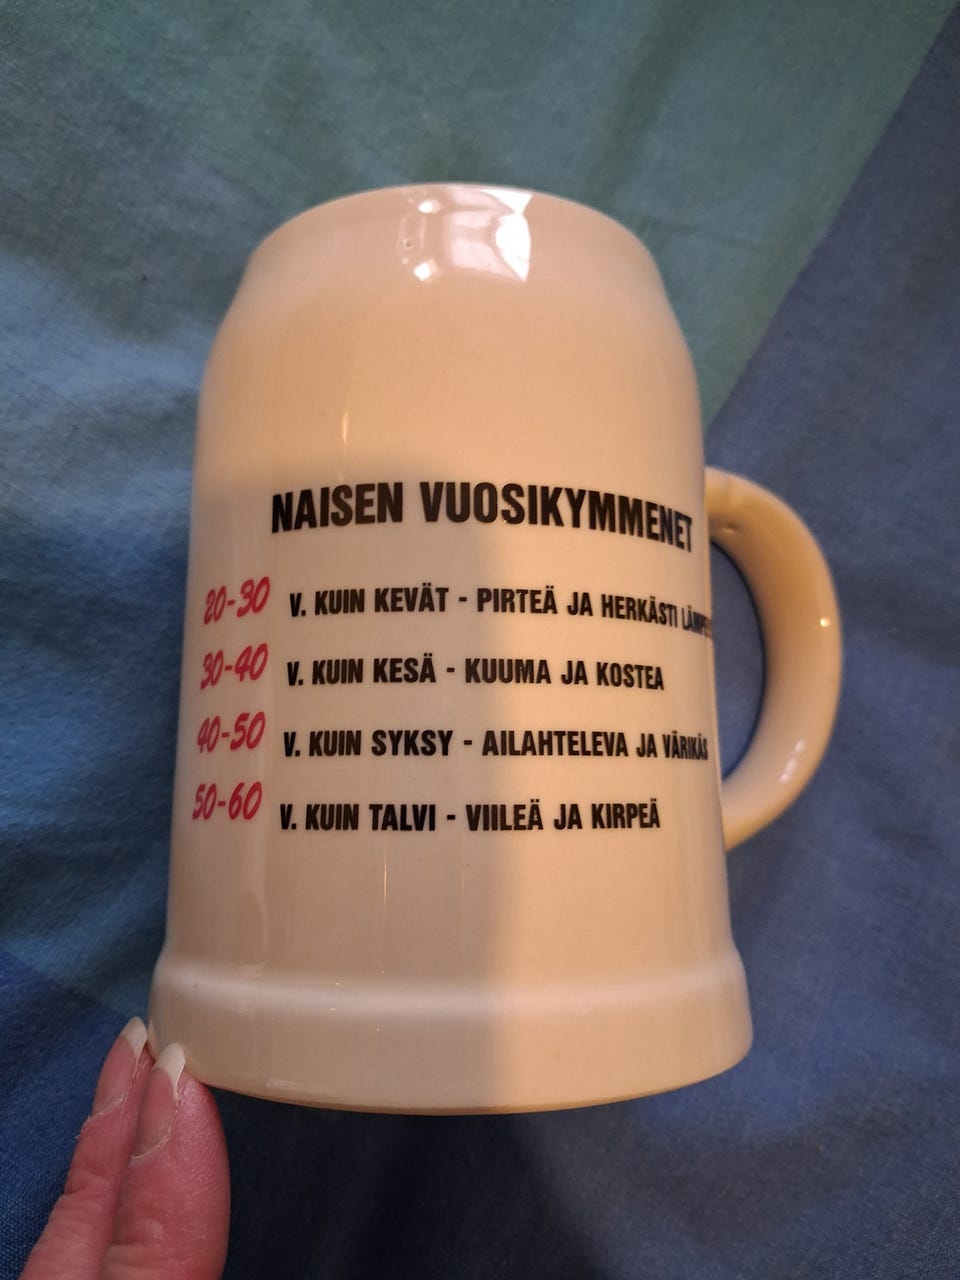 NAISEN VUOSIKYMMENET
20-30 V. KUIN KEVÄT - PIRTEÄ JA HERKÄSTI
30-40 V. KUIN KESÄ - KUUMA JA KOSTEA
40-50 V. KUIN SYKSY - AILAHTELEVA JA VÄRIKÄS
50-60 V. KUIN TALVI - VIILEÄ JA KIRPEÄ